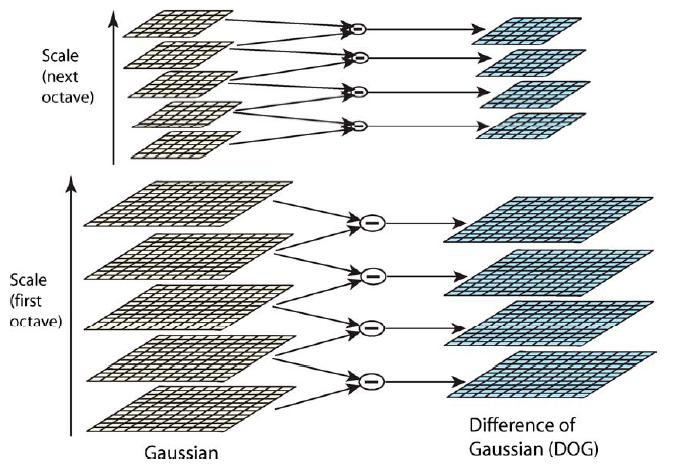 Scale
(next
octave)
Scale
(first
octave)
Gaussian
Difference of
Gaussian (DOG)